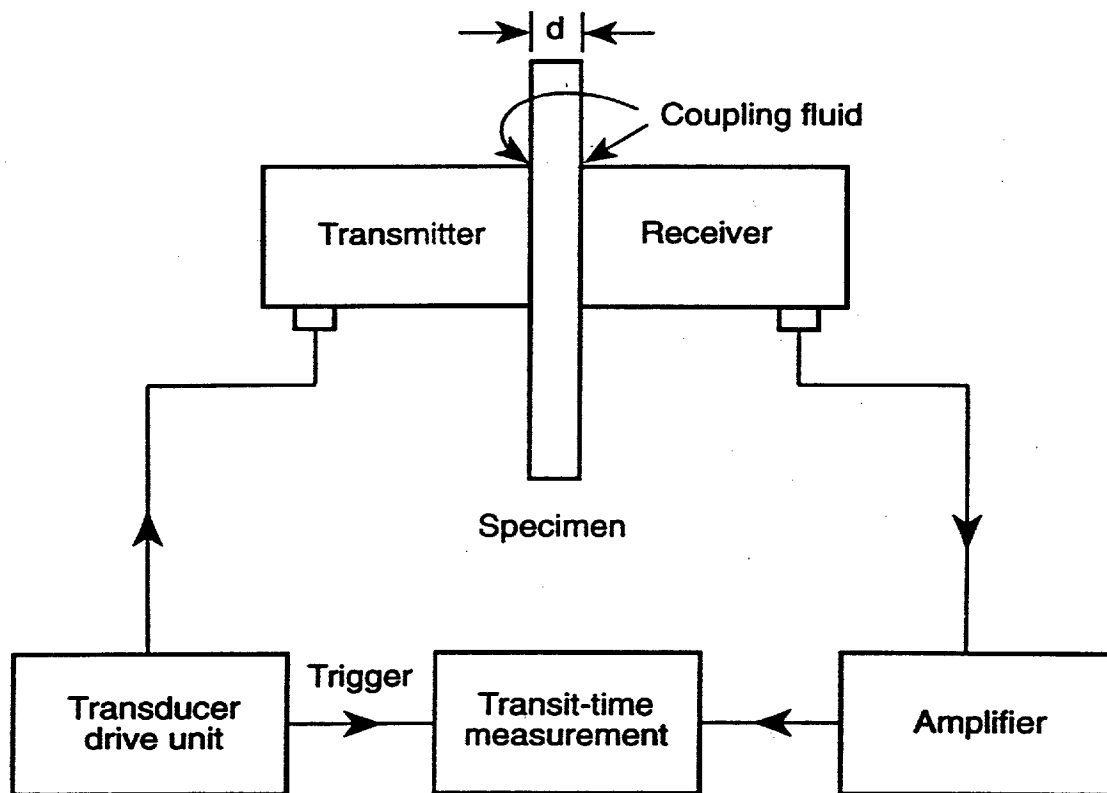 d
Coupling fluid
Transmitter
Receiver
Specimen
Trigger
Transducer
drive unit
Transit-time
measurement
Amplifier